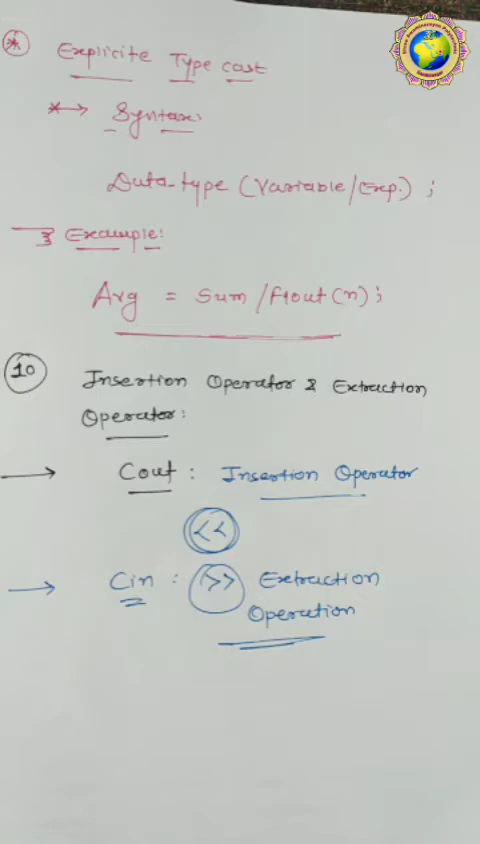 * Explicite Type cast
*→ Syntax:
Data-type (Variable/Exp.) ;
Example:
Avg = Sum / float (n) ;
10 Insertion Operator & Extraction
Operator:
→ Cout : Insertion Operator
<<
→ Cin : >> Extraction
Operation